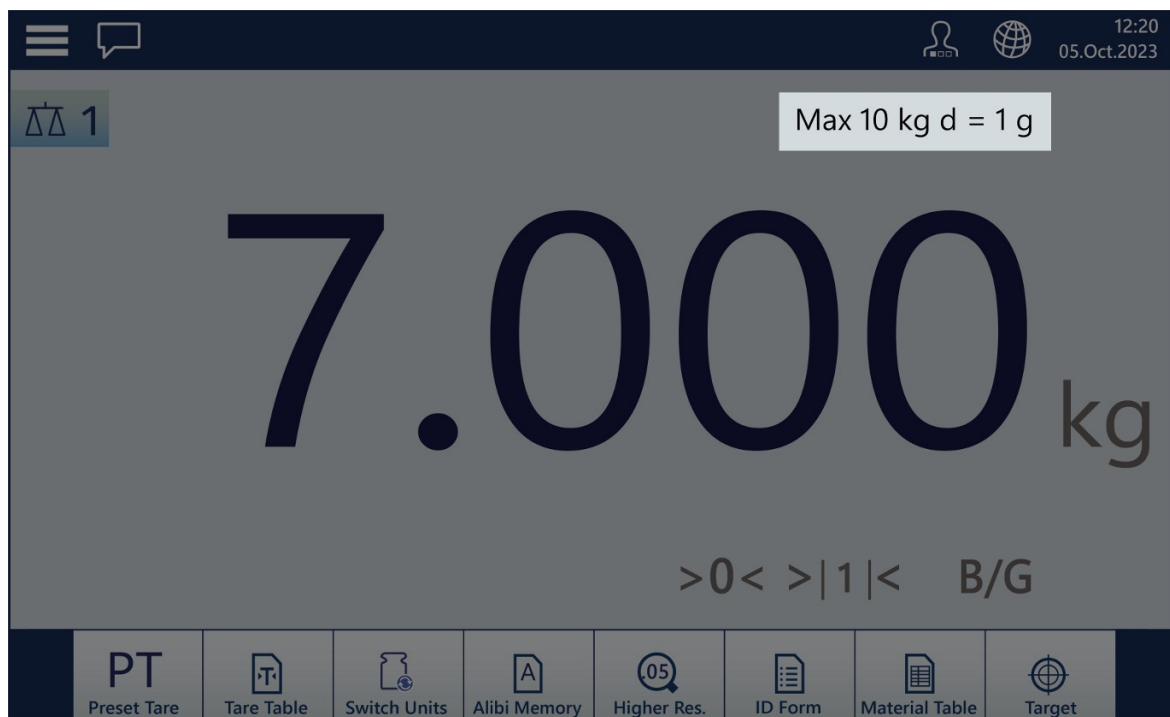 12:20
05.Oct.2023
1
Max 10 kg d = 1 g
7.000 kg
>0< >|1|< B/G
PT
Preset Tare
T
Tare Table
Switch Units
A
Alibi Memory
.05
Higher Res.
ID Form
Material Table
Target